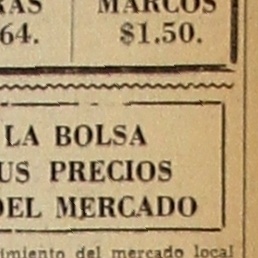 RAS MARCOS
64. $1.50.
LA BOLSA
US PRECIOS
DEL MERCADO
imiento del mercado local